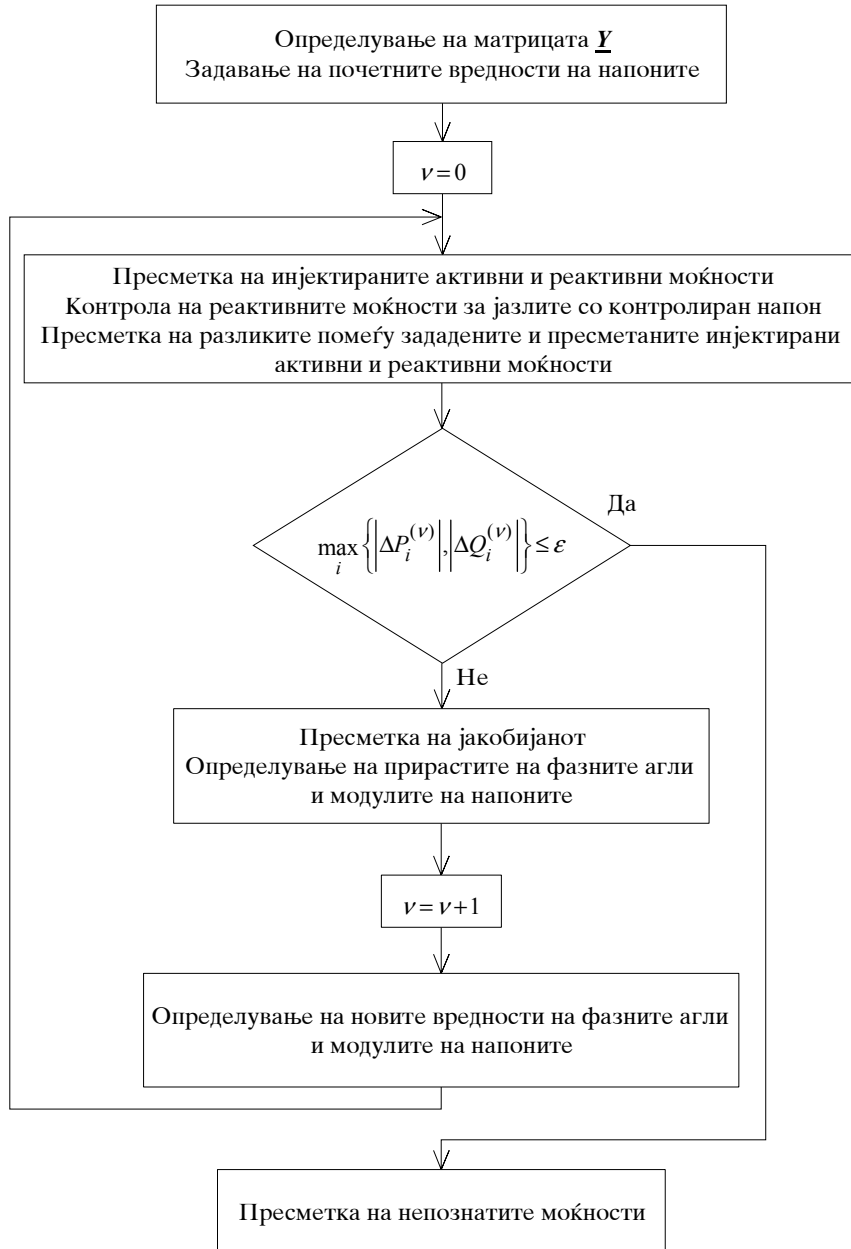 Определување на матрицата Y
Задавање на почетните вредности на напоните
ν = 0
Пресметка на инјектираните активни и реактивни моќности
Контрола на реактивните моќности за јазлите со контролиран напон
Пресметка на разликите помеѓу зададените и пресметаните инјектирани
активни и реактивни моќности
Да
max_i {|ΔP_i^(ν)|, |ΔQ_i^(ν)|} ≤ ε
Не
Пресметка на јакобијанот
Определување на прирастите на фазните агли
и модулите на напоните
ν = ν + 1
Определување на новите вредности на фазните агли
и модулите на напоните
Пресметка на непознатите моќности